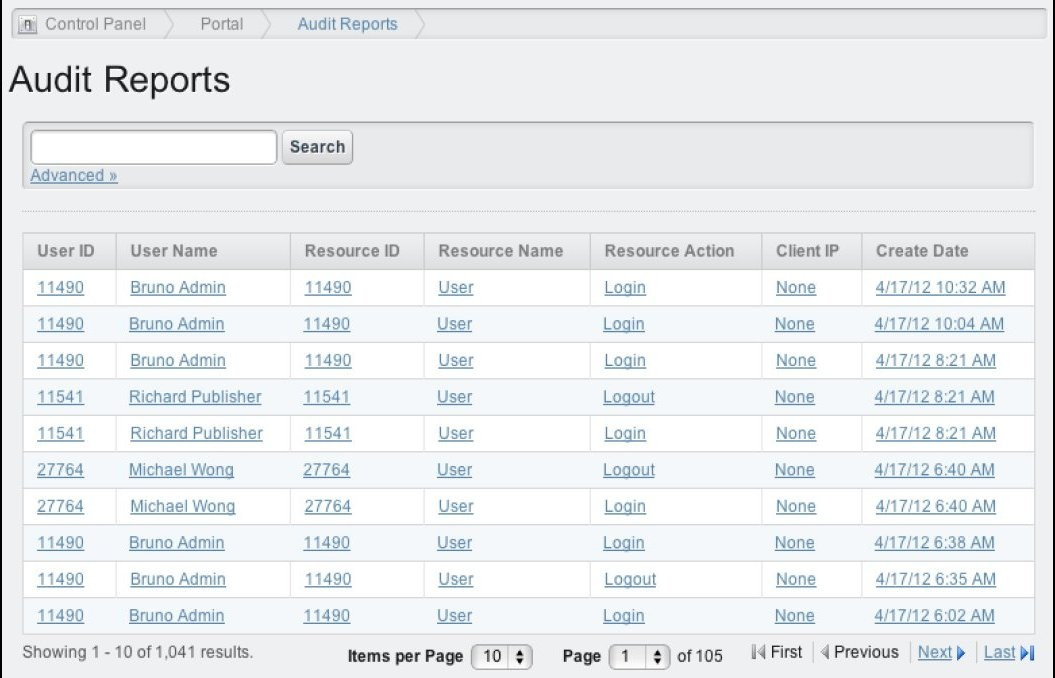 Control Panel Portal Audit Reports
Audit Reports
Search
Advanced »
User ID User Name Resource ID Resource Name Resource Action Client IP Create Date
11490 Bruno Admin 11490 User Login None 4/17/12 10:32 AM
11490 Bruno Admin 11490 User Login None 4/17/12 10:04 AM
11490 Bruno Admin 11490 User Login None 4/17/12 8:21 AM
11541 Richard Publisher 11541 User Logout None 4/17/12 8:21 AM
11541 Richard Publisher 11541 User Login None 4/17/12 8:21 AM
27764 Michael Wong 27764 User Logout None 4/17/12 6:40 AM
27764 Michael Wong 27764 User Login None 4/17/12 6:40 AM
11490 Bruno Admin 11490 User Login None 4/17/12 6:38 AM
11490 Bruno Admin 11490 User Logout None 4/17/12 6:35 AM
11490 Bruno Admin 11490 User Login None 4/17/12 6:02 AM
Showing 1 - 10 of 1,041 results. Items per Page 10 Page 1 of 105 First Previous Next Last